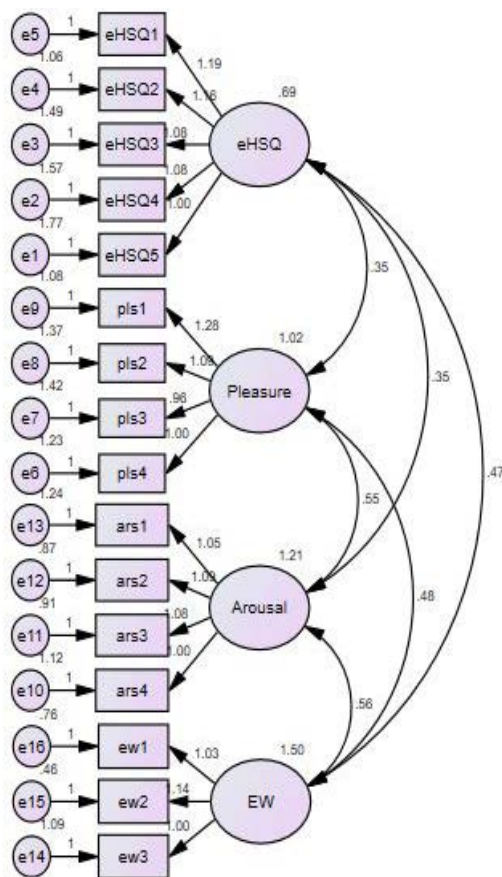 e5 1 eHSQ1
1.06 1.19 .69
e4 1 eHSQ2
1.49 1.16
e3 1 eHSQ3 1.08 eHSQ
1.57
e2 1 eHSQ4 1.08
1.77 1.00
e1 1 eHSQ5
1.08 .35
e9 1 pls1
1.37 1.28 1.02
e8 1 pls2 1.09 .35
1.42 Pleasure
e7 1 pls3 .96
1.23 1.00
e6 1 pls4 .47
1.24 .55
e13 1 ars1
.87 1.05 1.21 .48
e12 1 ars2 1.09
.91 Arousal
e11 1 ars3 1.08
1.12 1.00
e10 1 ars4
.76 .56
e16 1 ew1
.46 1.03 1.50
e15 1 ew2 1.14 EW
1.09 1.00
e14 1 ew3